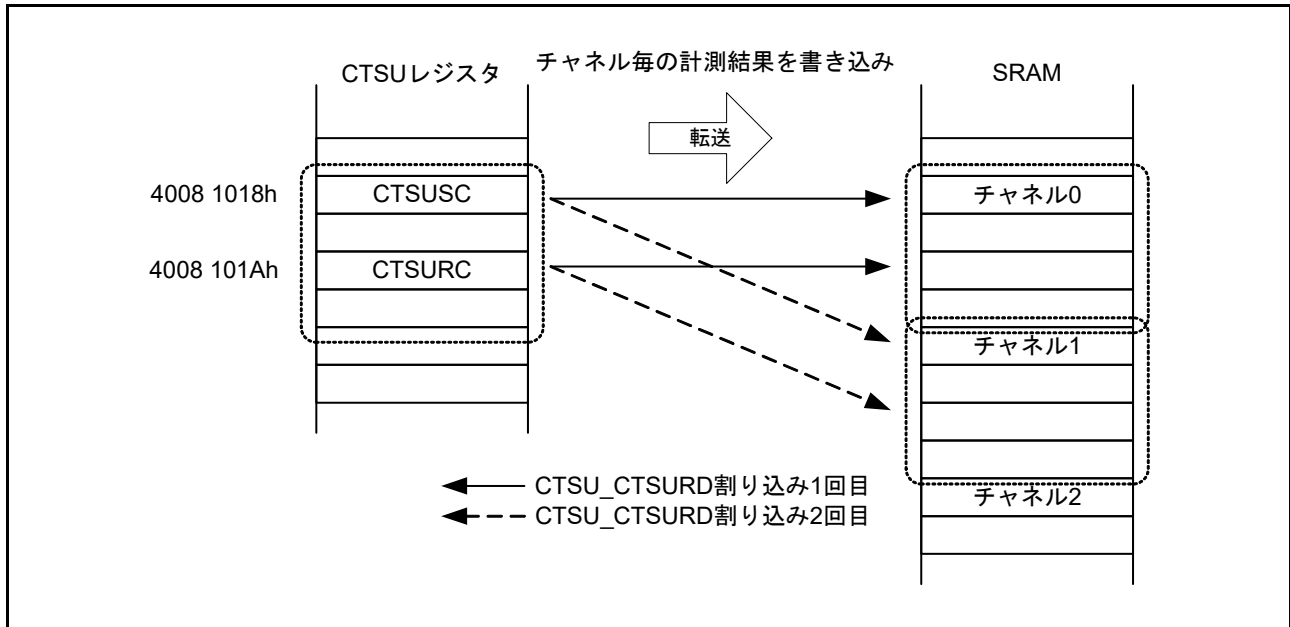 CTSUレジスタ
チャネル毎の計測結果を書き込み
SRAM
転送
4008 1018h
CTSUSC
チャネル0
4008 101Ah
CTSURC
チャネル1
CTSU_CTSURD割り込み1回目
CTSU_CTSURD割り込み2回目
チャネル2